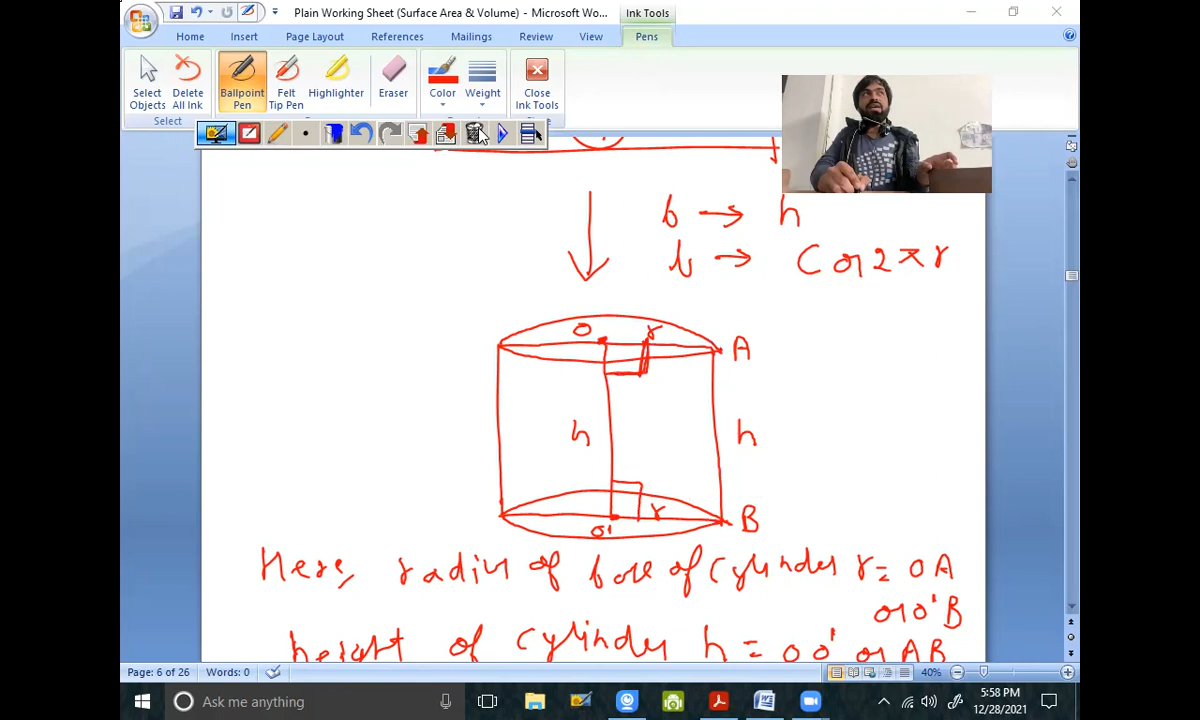 Plain Working Sheet (Surface Area & Volume) - Microsoft Wo...
Ink Tools
Home
Insert
Page Layout
References
Mailings
Review
View
Pens
Select Objects
Delete All Ink
Ballpoint Pen
Felt Tip Pen
Highlighter
Eraser
Color
Weight
Close Ink Tools
Select
b → h
→ C or 2πr
O r A
h h
O' r B
Here, radius of base of cylinder r = OA
or O'B
height of cylinder h = OO' or AB
Page: 6 of 26
Words: 0
40%
Ask me anything
5:58 PM
12/28/2021